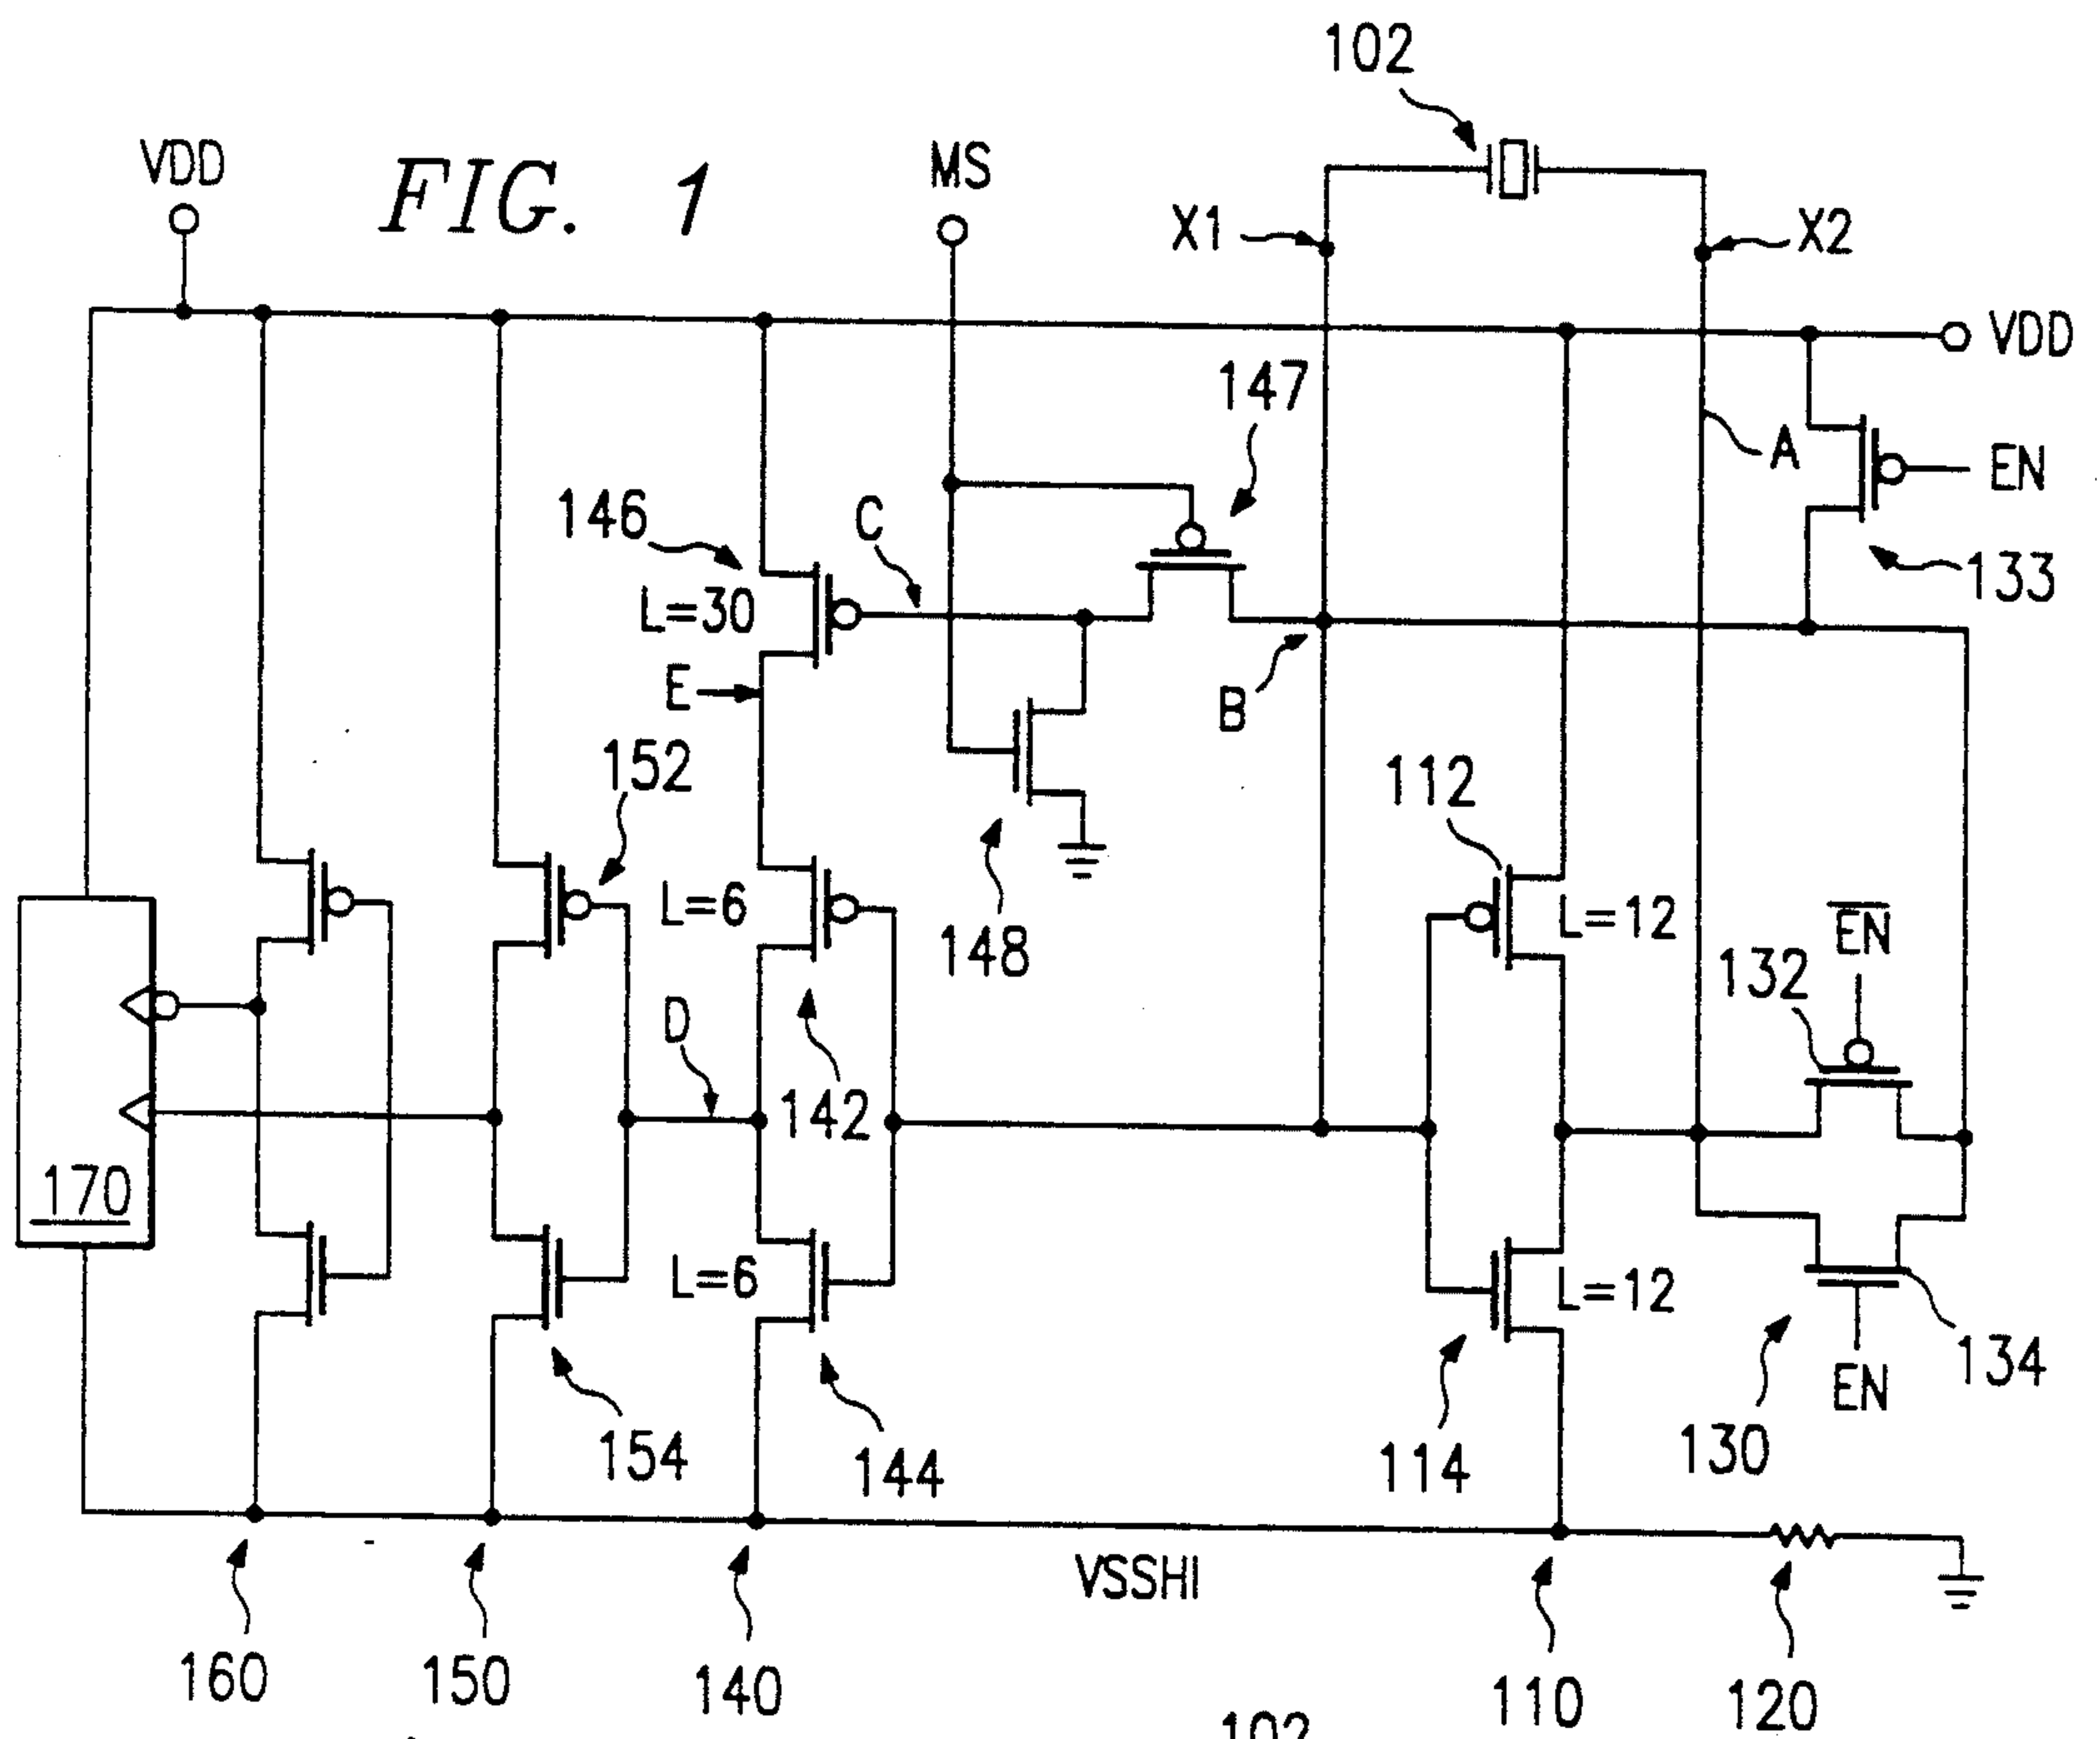 102
VDD
FIG. 1
MS
X1
X2
VDD
147
A
EN
146
C
133
L=30
E
B
152
112
148
L=6
L=12
EN
132
D
142
170
L=6
L=12
154
144
114
130
EN
134
VSSHI
160
150
140
110
120